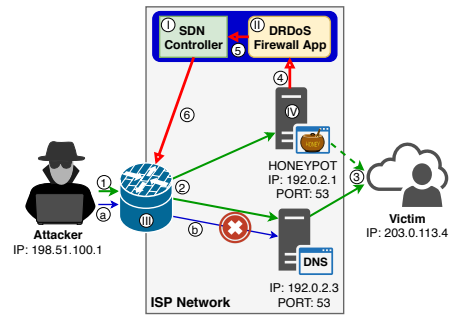 I
SDN
Controller
II
DRDoS
Firewall App
5
4
6
IV
HONEY
HONEYPOT
IP: 192.0.2.1
PORT: 53
1
2
3
a
III
b
Attacker
IP: 198.51.100.1
Victim
IP: 203.0.113.4
DNS
IP: 192.0.2.3
PORT: 53
ISP Network